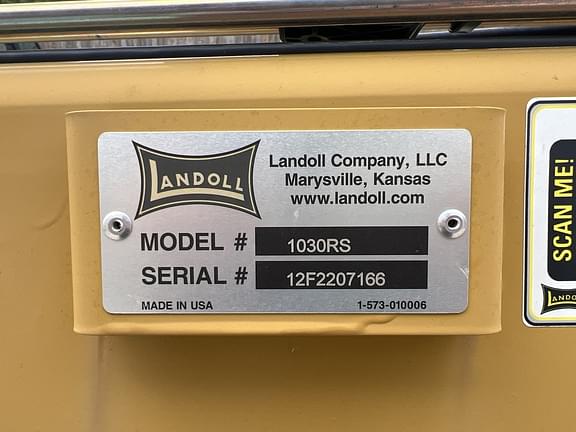 LANDOLL
Landoll Company, LLC
Marysville, Kansas
www.landoll.com
MODEL # 1030RS
SERIAL # 12F2207166
MADE IN USA 1-573-010006
SCAN ME!